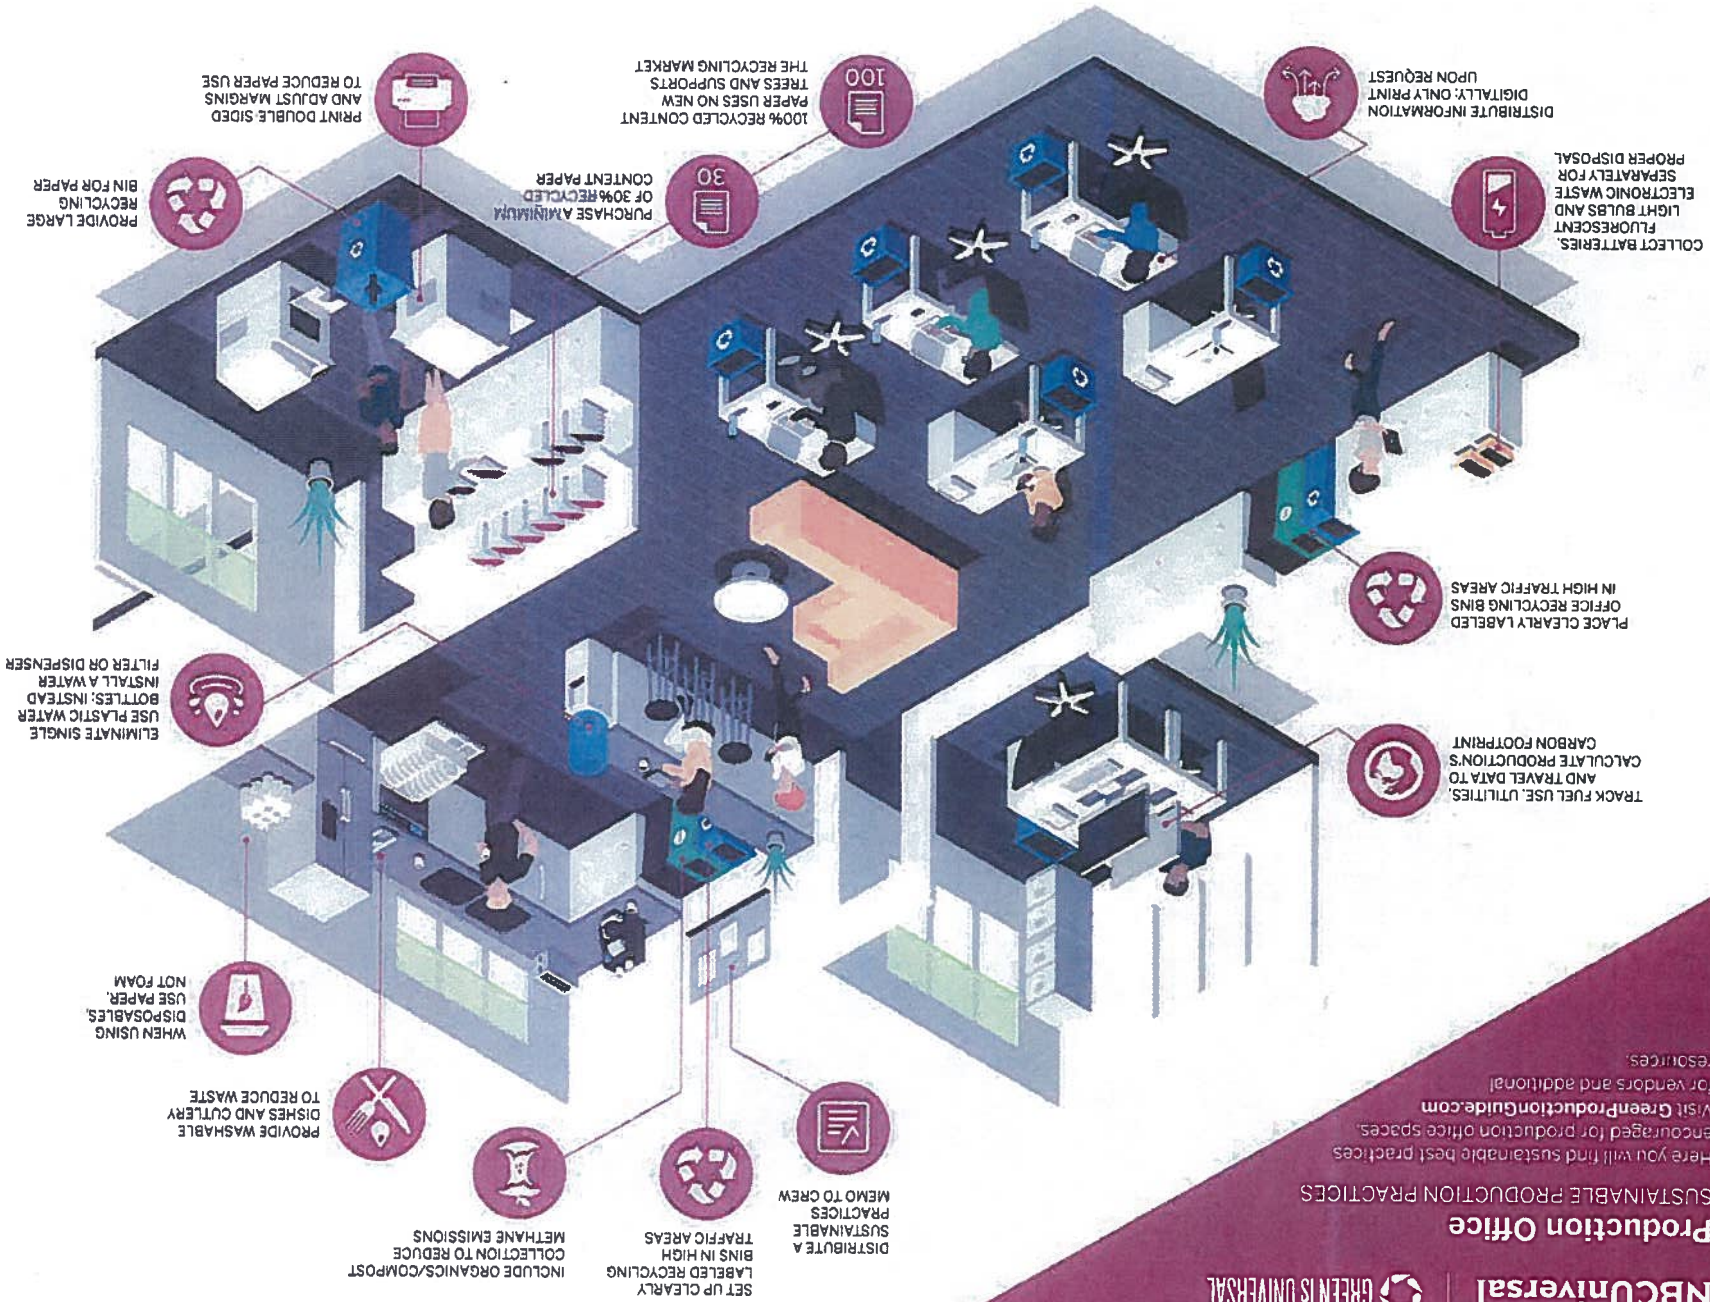 NBCUniversal
GREEN IS UNIVERSAL
Production Office
SUSTAINABLE PRODUCTION PRACTICES
Here you will find sustainable best practices
encouraged for production office spaces.
Visit GreenProductionGuide.com
for vendors and additional
resources.
SET UP CLEARLY
LABELED RECYCLING
BINS IN HIGH
TRAFFIC AREAS
INCLUDE ORGANICS/COMPOST
COLLECTION TO REDUCE
METHANE EMISSIONS
DISTRIBUTE A
SUSTAINABLE
PRACTICES
MEMO TO CREW
PROVIDE WASHABLE
DISHES AND CUTLERY
TO REDUCE WASTE
WHEN USING
DISPOSABLES,
USE PAPER,
NOT FOAM
TRACK FUEL USE, UTILITIES,
AND TRAVEL DATA TO
CALCULATE PRODUCTION'S
CARBON FOOTPRINT
ELIMINATE SINGLE
USE PLASTIC WATER
BOTTLES; INSTEAD
INSTALL A WATER
FILTER OR DISPENSER
PLACE CLEARLY LABELED
OFFICE RECYCLING BINS
IN HIGH TRAFFIC AREAS
COLLECT BATTERIES,
FLUORESCENT
LIGHT BULBS AND
ELECTRONIC WASTE
SEPARATELY FOR
PROPER DISPOSAL
PURCHASE A MINIMUM
OF 30% RECYCLED
CONTENT PAPER
30
PROVIDE LARGE
RECYCLING
BIN FOR PAPER
DISTRIBUTE INFORMATION
DIGITALLY; ONLY PRINT
UPON REQUEST
100% RECYCLED CONTENT
PAPER USES NO NEW
TREES AND SUPPORTS
THE RECYCLING MARKET
100
PRINT DOUBLE-SIDED
AND ADJUST MARGINS
TO REDUCE PAPER USE